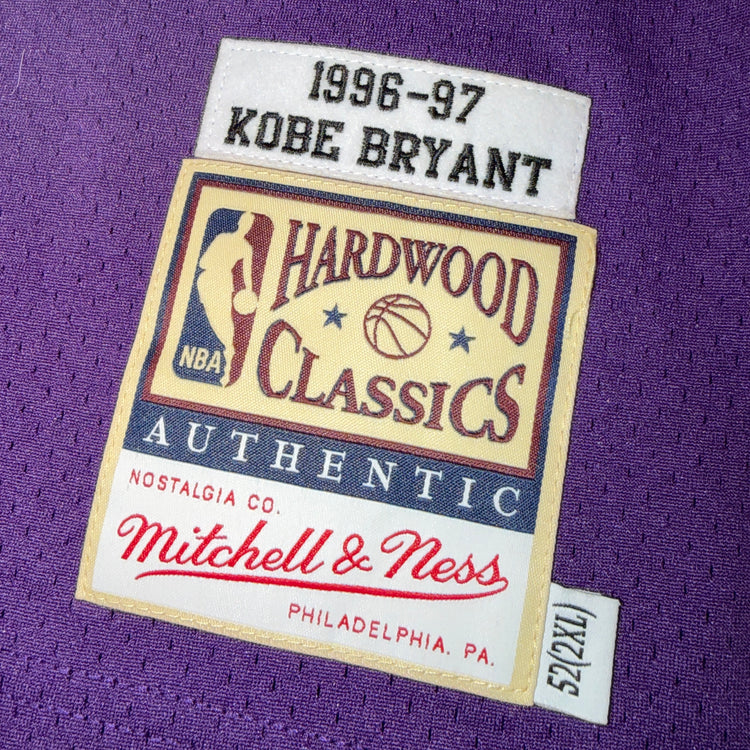 1996-97
KOBE BRYANT
HARDWOOD
CLASSICS
NBA
AUTHENTIC
NOSTALGIA CO.
Mitchell & Ness
PHILADELPHIA, PA.
52(2XL)